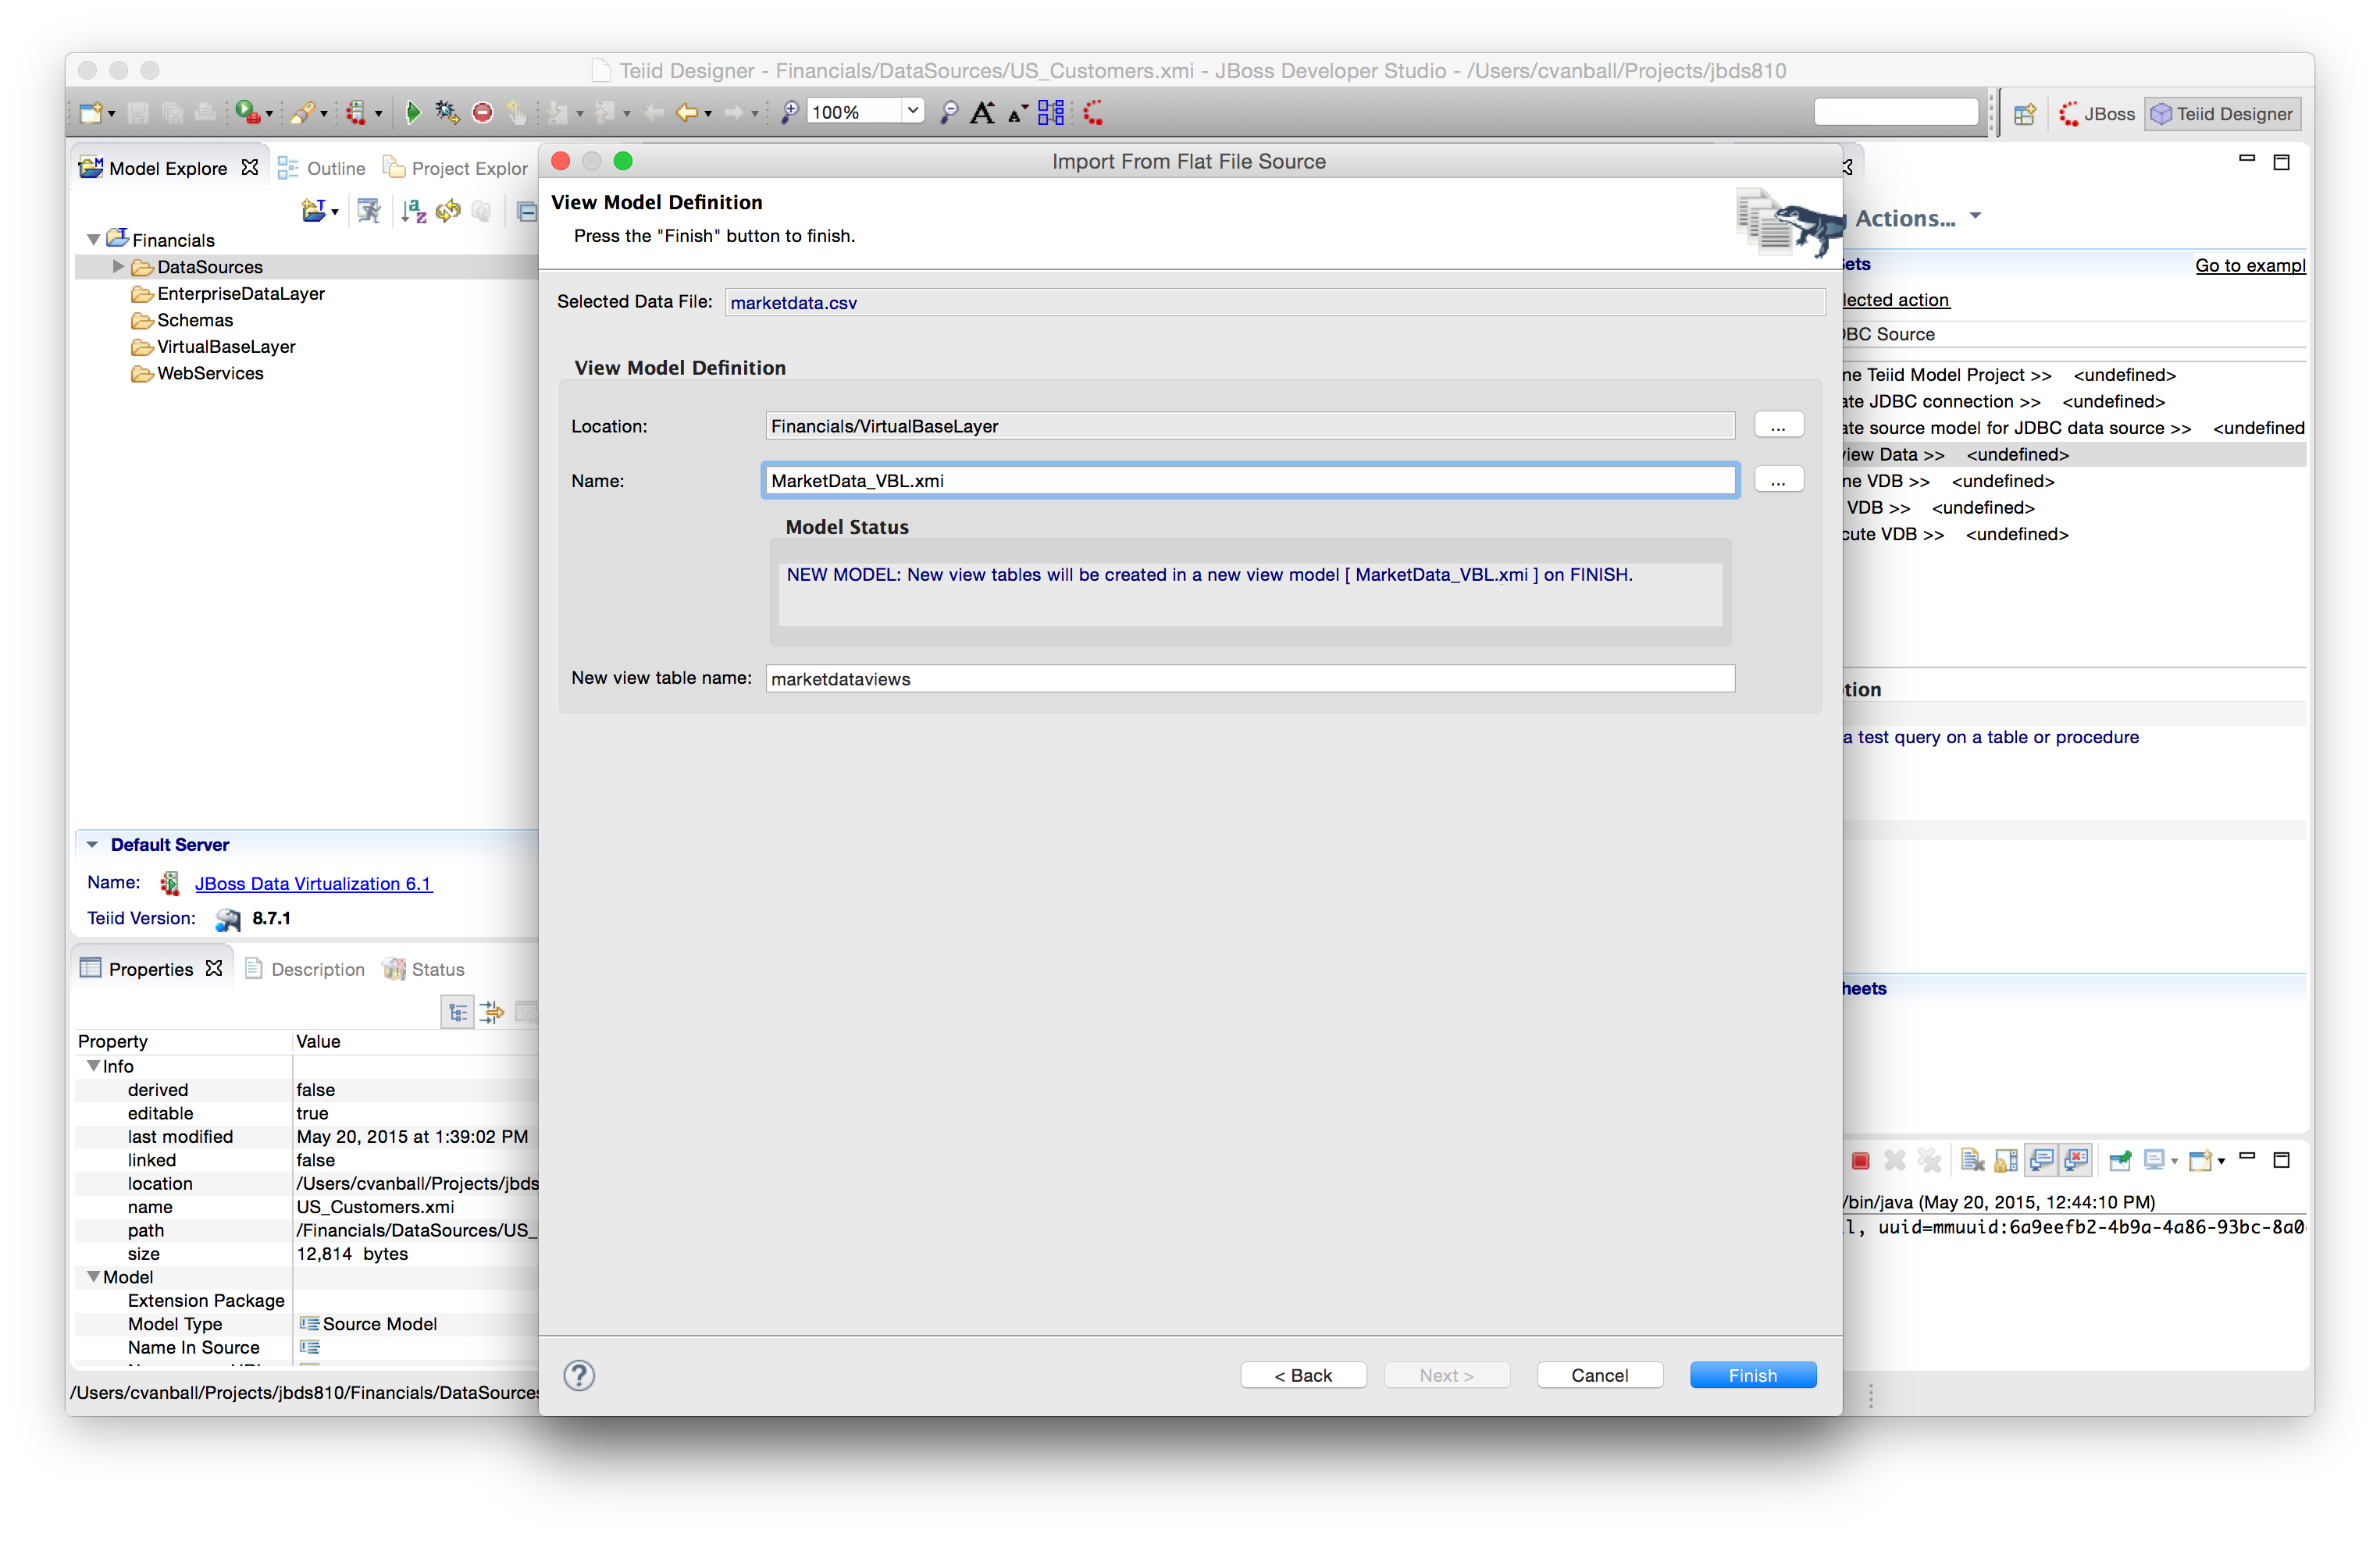 Teiid Designer - Financials/DataSources/US_Customers.xmi - JBoss Developer Studio - /Users/cvanball/Projects/jbds810
100%
JBoss
Teiid Designer
Model Explore
Outline
Project Explor
Financials
DataSources
EnterpriseDataLayer
Schemas
VirtualBaseLayer
WebServices
Import From Flat File Source
View Model Definition
Press the "Finish" button to finish.
Selected Data File: marketdata.csv
View Model Definition
Location: Financials/VirtualBaseLayer ...
Name: MarketData_VBL.xmi ...
Model Status
NEW MODEL: New view tables will be created in a new view model [ MarketData_VBL.xmi ] on FINISH.
New view table name: marketdataviews
< Back Next > Cancel Finish
Actions...
ets
Go to exampl
lected action
BC Source
ne Teiid Model Project >> <undefined>
ate JDBC connection >> <undefined>
ate source model for JDBC data source >> <undefined
iew Data >> <undefined>
ne VDB >> <undefined>
VDB >> <undefined>
cute VDB >> <undefined>
tion
a test query on a table or procedure
heets
/bin/java (May 20, 2015, 12:44:10 PM)
l, uuid=mmuuid:6a9eefb2-4b9a-4a86-93bc-8a0
Default Server
Name: JBoss Data Virtualization 6.1
Teiid Version: 8.7.1
Properties
Description
Status
Property Value
Info
derived false
editable true
last modified May 20, 2015 at 1:39:02 PM
linked false
location /Users/cvanball/Projects/jbds
name US_Customers.xmi
path /Financials/DataSources/US_
size 12,814 bytes
Model
Extension Package
Model Type Source Model
Name In Source
/Users/cvanball/Projects/jbds810/Financials/DataSources